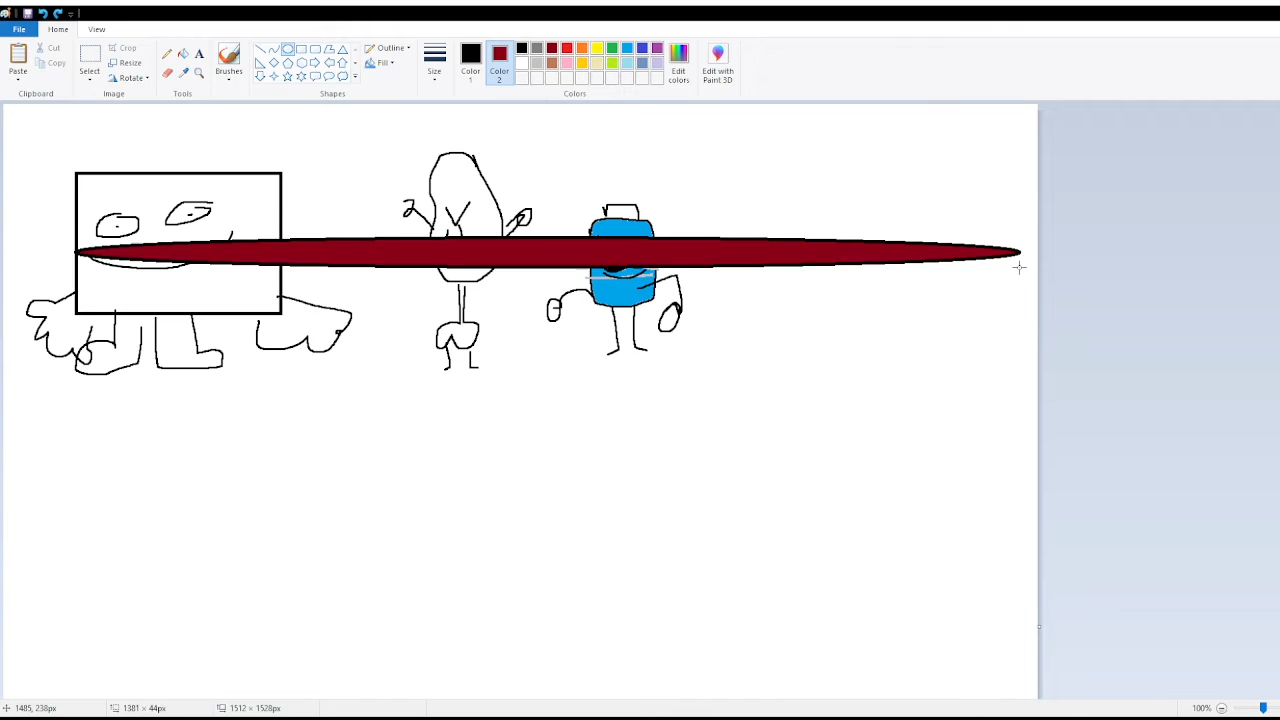 File Home View
Paste Cut Copy Select Crop Resize Rotate A Brushes Outline Fill Size Color 1 Color 2 Edit colors Edit with Paint 3D
Clipboard Image Tools Shapes Colors
1485, 238px 1381 × 44px 1512 × 1528px 100%